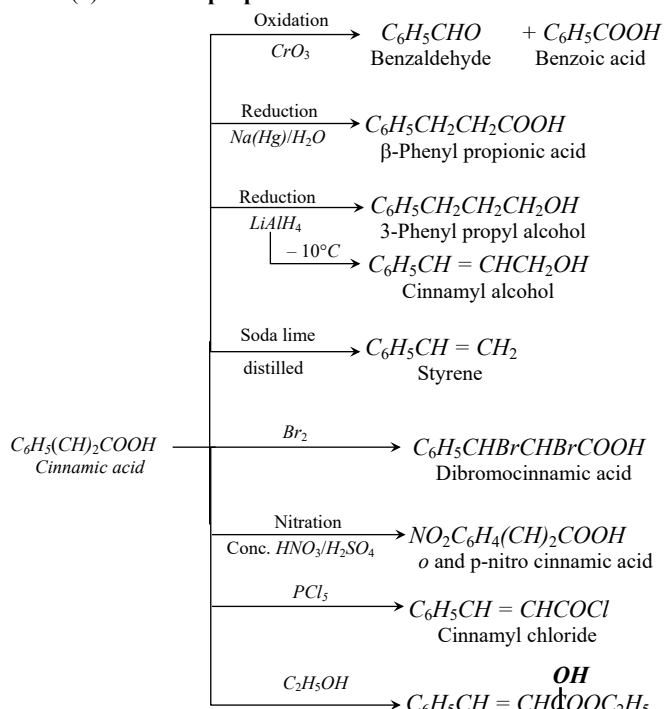 Oxidation
CrO₃
C₆H₅CHO + C₆H₅COOH
Benzaldehyde Benzoic acid
Reduction
Na(Hg)/H₂O
C₆H₅CH₂CH₂COOH
β-Phenyl propionic acid
Reduction
LiAlH₄
C₆H₅CH₂CH₂CH₂OH
3-Phenyl propyl alcohol
– 10°C
C₆H₅CH = CHCH₂OH
Cinnamyl alcohol
Soda lime
distilled
C₆H₅CH = CH₂
Styrene
C₆H₅(CH)₂COOH
Cinnamic acid
Br₂
C₆H₅CHBrCHBrCOOH
Dibromocinnamic acid
Nitration
Conc. HNO₃/H₂SO₄
NO₂C₆H₄(CH)₂COOH
o and p-nitro cinnamic acid
PCl₅
C₆H₅CH = CHCOCl
Cinnamyl chloride
OH
C₂H₅OH
C₆H₅CH = CHCOOC₂H₅